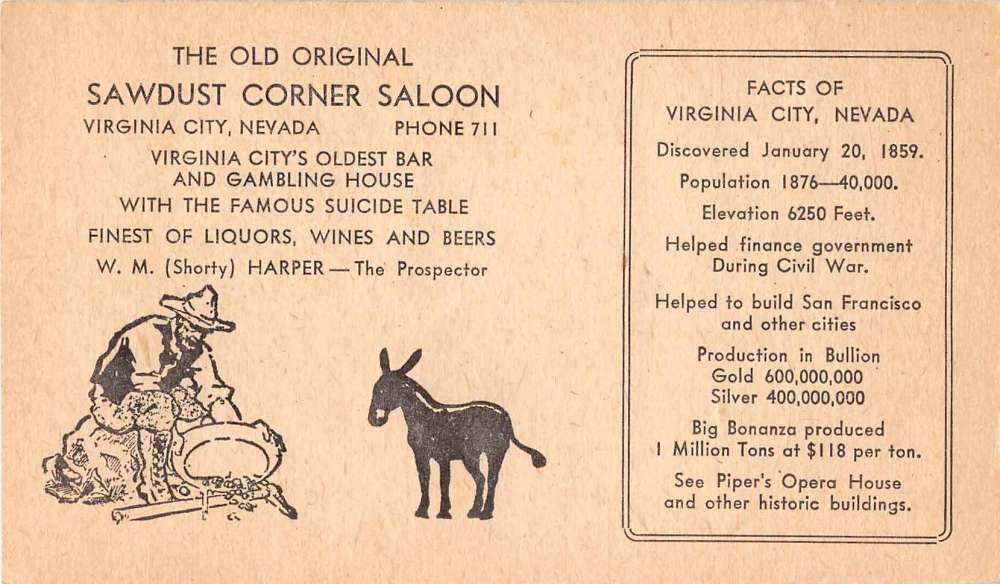 THE OLD ORIGINAL
SAWDUST CORNER SALOON
VIRGINIA CITY, NEVADA PHONE 711
VIRGINIA CITY'S OLDEST BAR
AND GAMBLING HOUSE
WITH THE FAMOUS SUICIDE TABLE
FINEST OF LIQUORS, WINES AND BEERS
W. M. (Shorty) HARPER — The Prospector
FACTS OF
VIRGINIA CITY, NEVADA
Discovered January 20, 1859.
Population 1876—40,000.
Elevation 6250 Feet.
Helped finance government
During Civil War.
Helped to build San Francisco
and other cities
Production in Bullion
Gold 600,000,000
Silver 400,000,000
Big Bonanza produced
1 Million Tons at $118 per ton.
See Piper's Opera House
and other historic buildings.